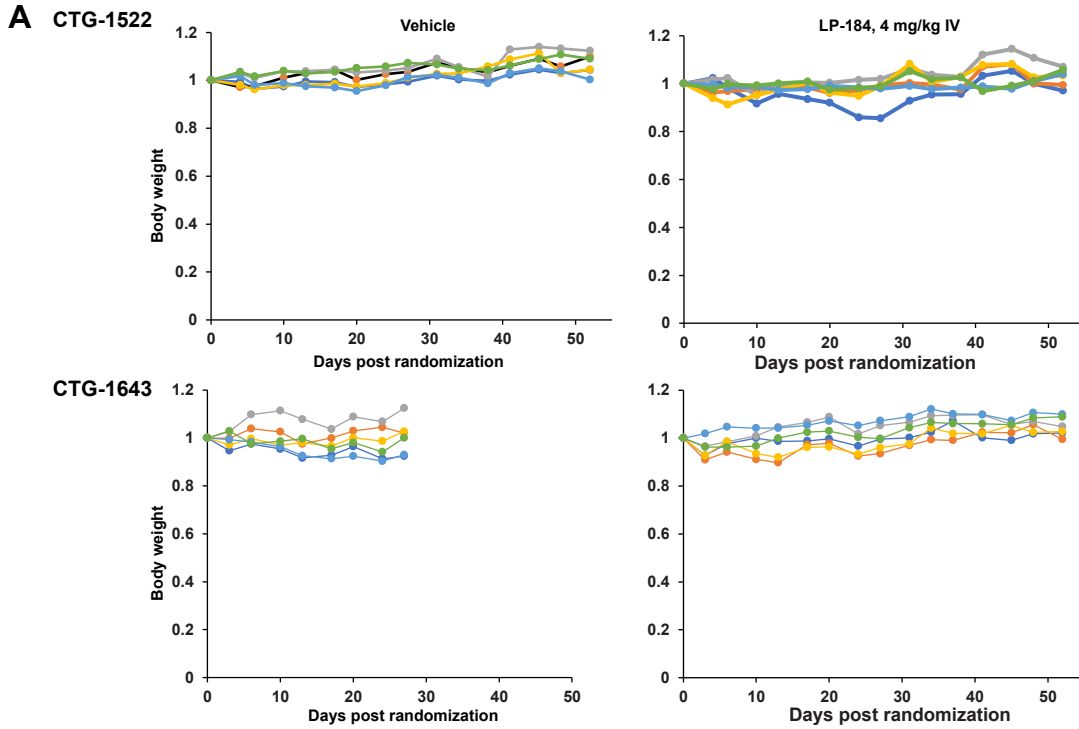 A CTG-1522
Vehicle
LP-184, 4 mg/kg IV
1.2
1
0.8
0.6
0.4
0.2
0
Body weight
0 10 20 30 40 50
Days post randomization
1.2
1
0.8
0.6
0.4
0.2
0
0 10 20 30 40 50
Days post randomization
CTG-1643
1.2
1
0.8
0.6
0.4
0.2
0
Body weight
0 10 20 30 40 50
Days post randomization
1.2
1
0.8
0.6
0.4
0.2
0
0 10 20 30 40 50
Days post randomization